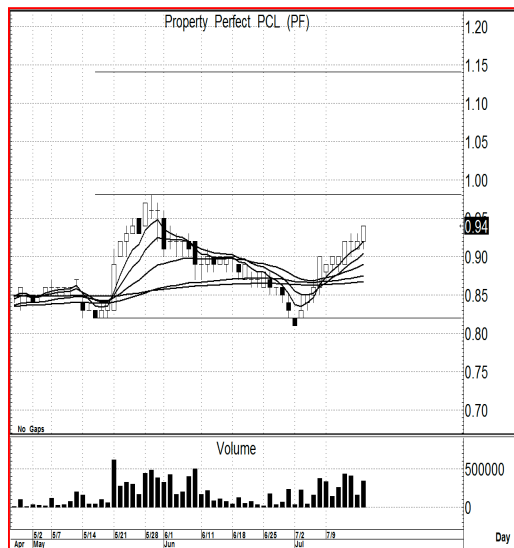 Property Perfect PCL (PF)
1.20
1.15
1.10
1.05
1.00
0.95
0.94
0.90
0.85
0.80
0.75
0.70
No Gaps
Volume
500000
0
5/2 5/7 5/14 5/21 5/28 6/1 6/11 6/18 6/25 7/2 7/9
Apr May Jun Jul
Day